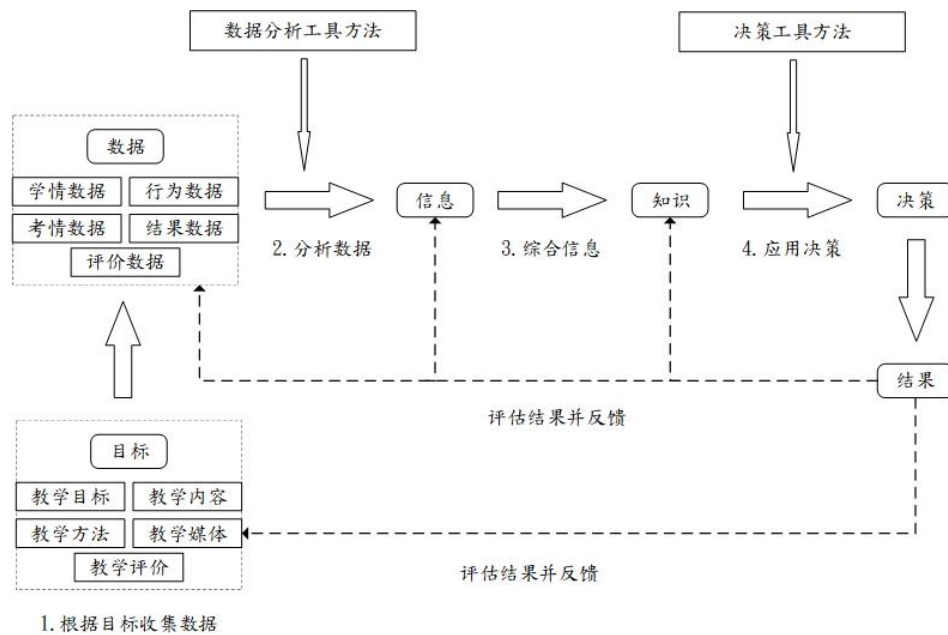 数据分析工具方法
决策工具方法
数据
学情数据
行为数据
考情数据
结果数据
评价数据
信息
知识
决策
2.分析数据
3.综合信息
4.应用决策
结果
评估结果并反馈
目标
教学目标
教学内容
教学方法
教学媒体
教学评价
评估结果并反馈
1.根据目标收集数据